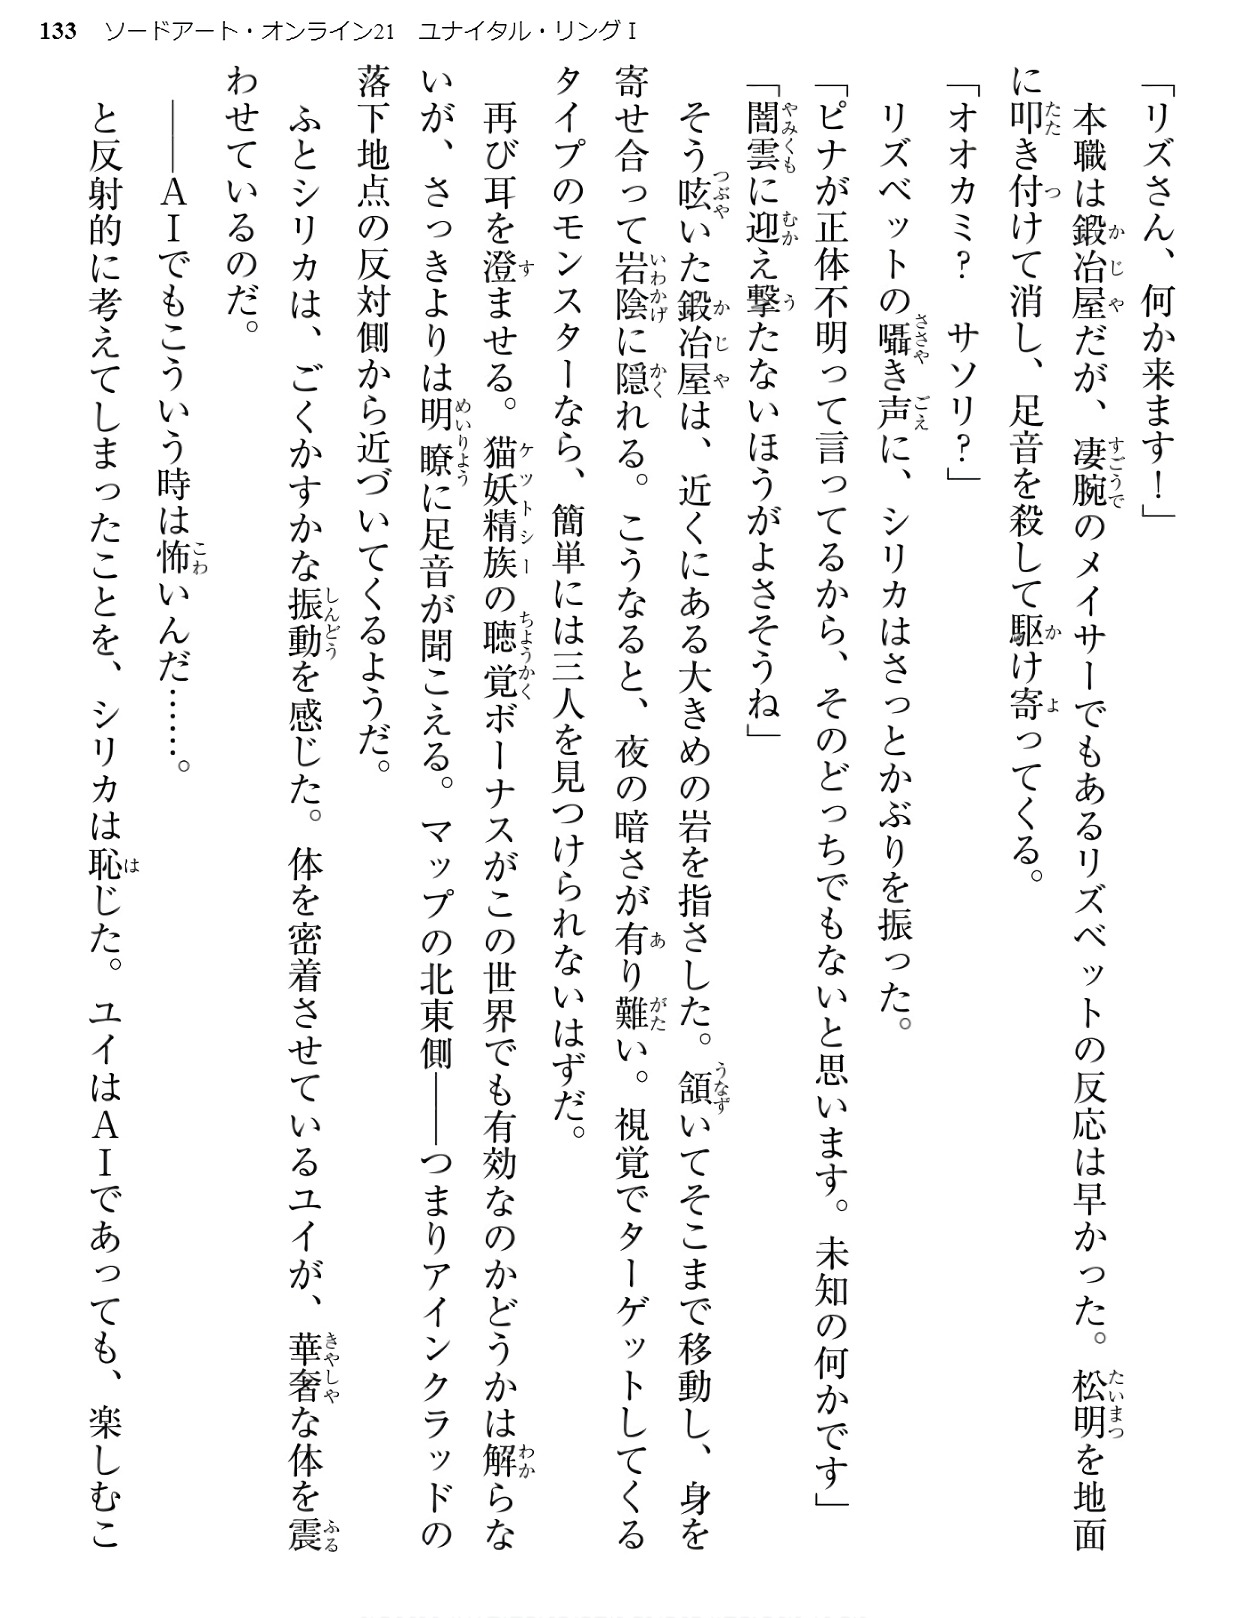 133 ソードアート・オンライン21 ユナイタル・リングⅠ
「リズさん、何か来ます！」
本職は鍛冶屋だが、凄腕のメイサーでもあるリズベットの反応は早かった。松明を地面
に叩き付けて消し、足音を殺して駆け寄ってくる。
「オオカミ？　サソリ？」
リズベットの囁き声に、シリカはさっとかぶりを振った。
「ピナが正体不明って言ってるから、そのどっちでもないと思います。未知の何かです」
「闇雲に迎え撃たないほうがよさそうね」
そう呟いた鍛冶屋は、近くにある大きめの岩を指さした。頷いてそこまで移動し、身を
寄せ合って岩陰に隠れる。こうなると、夜の暗さが有り難い。視覚でターゲットしてくる
タイプのモンスターなら、簡単には三人を見つけられないはずだ。
再び耳を澄ませる。猫妖精族の聴覚ボーナスがこの世界でも有効なのかどうかは解らな
いが、さっきよりは明瞭に足音が聞こえる。マップの北東側――つまりアインクラッドの
落下地点の反対側から近づいてくるようだ。
ふとシリカは、ごくかすかな振動を感じた。体を密着させているユイが、華奢な体を震
わせているのだ。
――ＡＩでもこういう時は怖いんだ……。
と反射的に考えてしまったことを、シリカは恥じた。ユイはＡＩであっても、楽しむこ